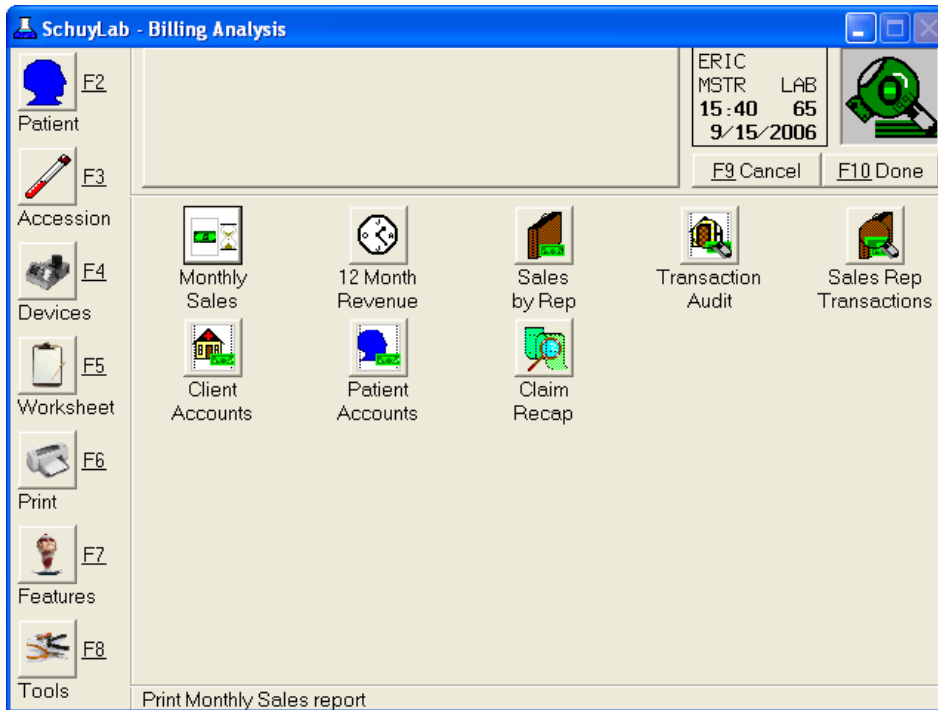 SchuyLab - Billing Analysis
F2
Patient
F3
Accession
F4
Devices
F5
Worksheet
F6
Print
F7
Features
F8
Tools
ERIC
MSTR LAB
15:40 65
9/15/2006
F9 Cancel F10 Done
Monthly
Sales
12 Month
Revenue
Sales
by Rep
Transaction
Audit
Sales Rep
Transactions
Client
Accounts
Patient
Accounts
Claim
Recap
Print Monthly Sales report